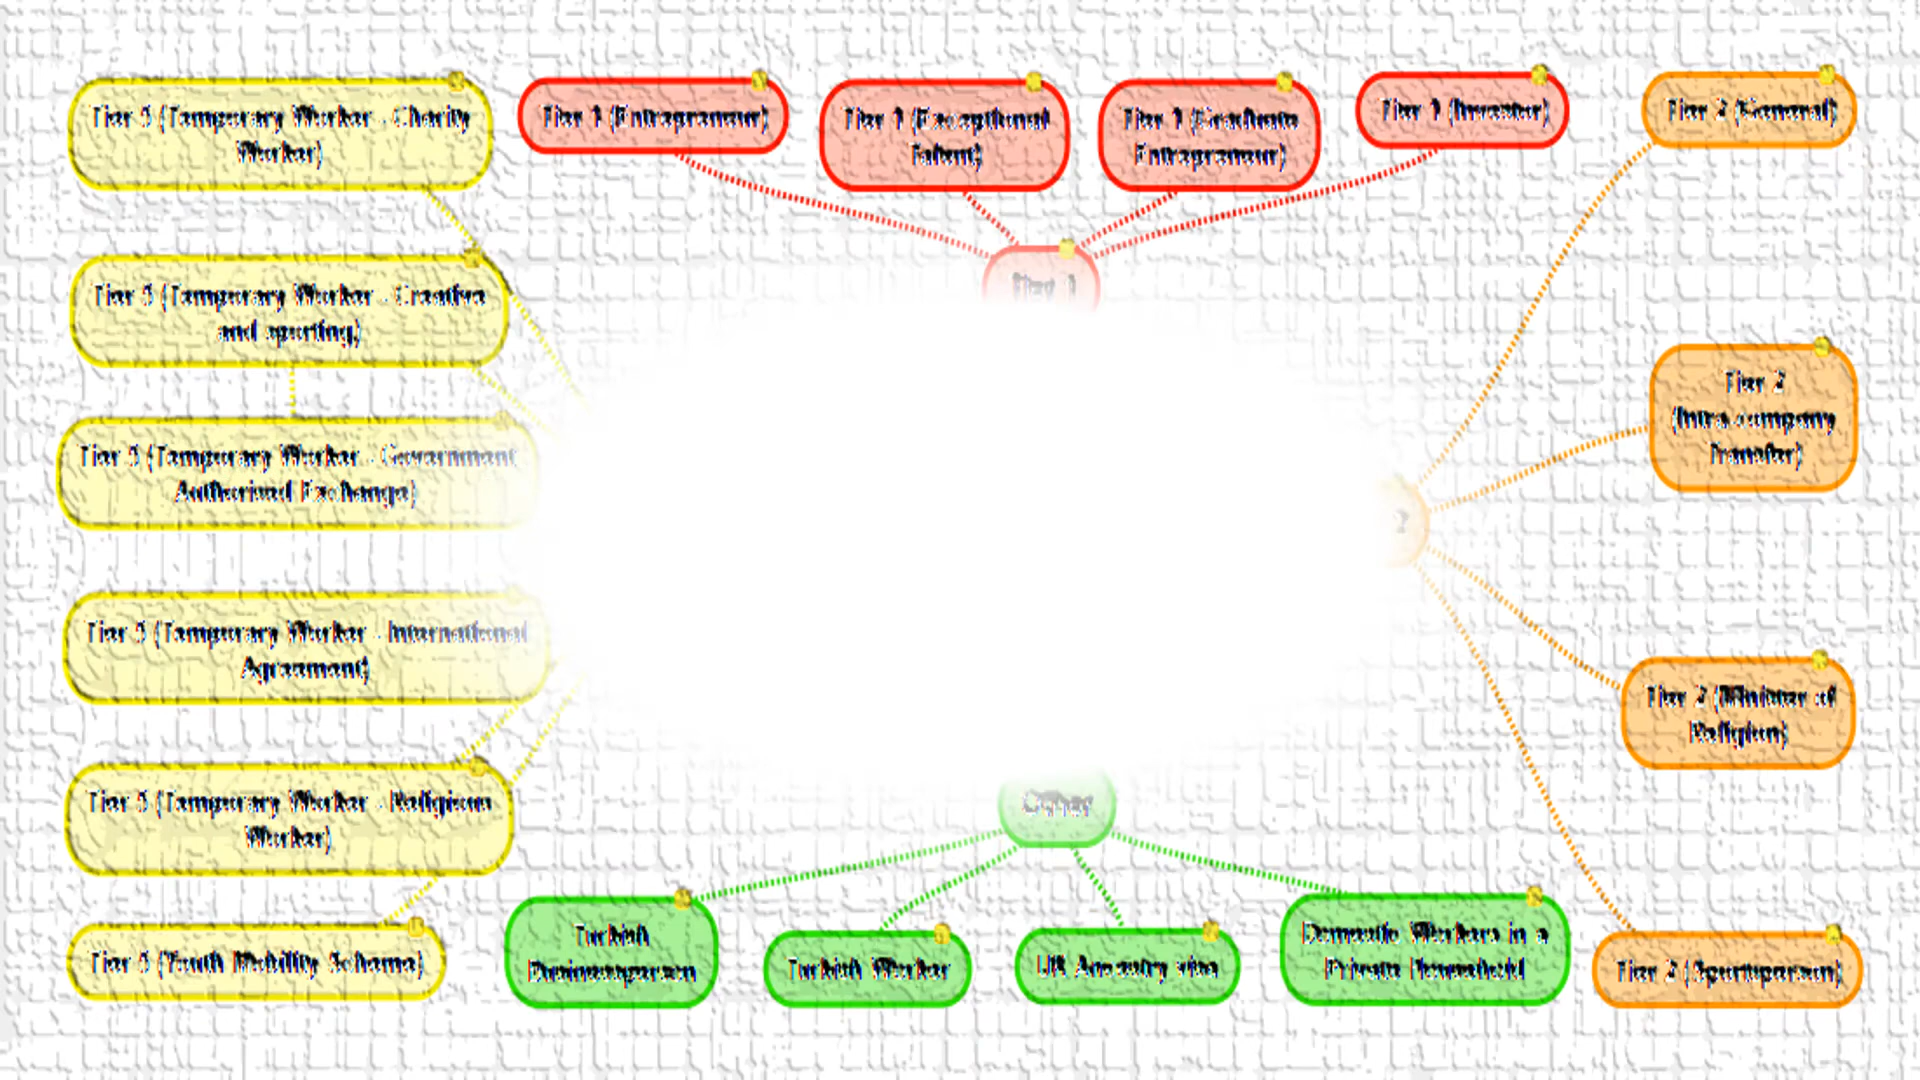 Tier 5 (Temporary Worker - Charity
Worker)
Tier 1 (Entrepreneur)
Tier 1 (Exceptional
Talent)
Tier 1 (Graduate
Entrepreneur)
Tier 1 (Investor)
Tier 2 (General)
Tier 1
Tier 5 (Temporary Worker - Creative
and sporting)
Tier 2
(Intra-company
Transfer)
Tier 5 (Temporary Worker - Government
Authorised Exchange)
2
Tier 5 (Temporary Worker - International
Agreement)
Tier 2 (Minister of
Religion)
Tier 5 (Temporary Worker - Religious
Worker)
Other
Tier 5 (Youth Mobility Scheme)
Turkish
Businessperson
Turkish Worker
UK Ancestry visa
Domestic Workers in a
Private Household
Tier 2 (Sportsperson)